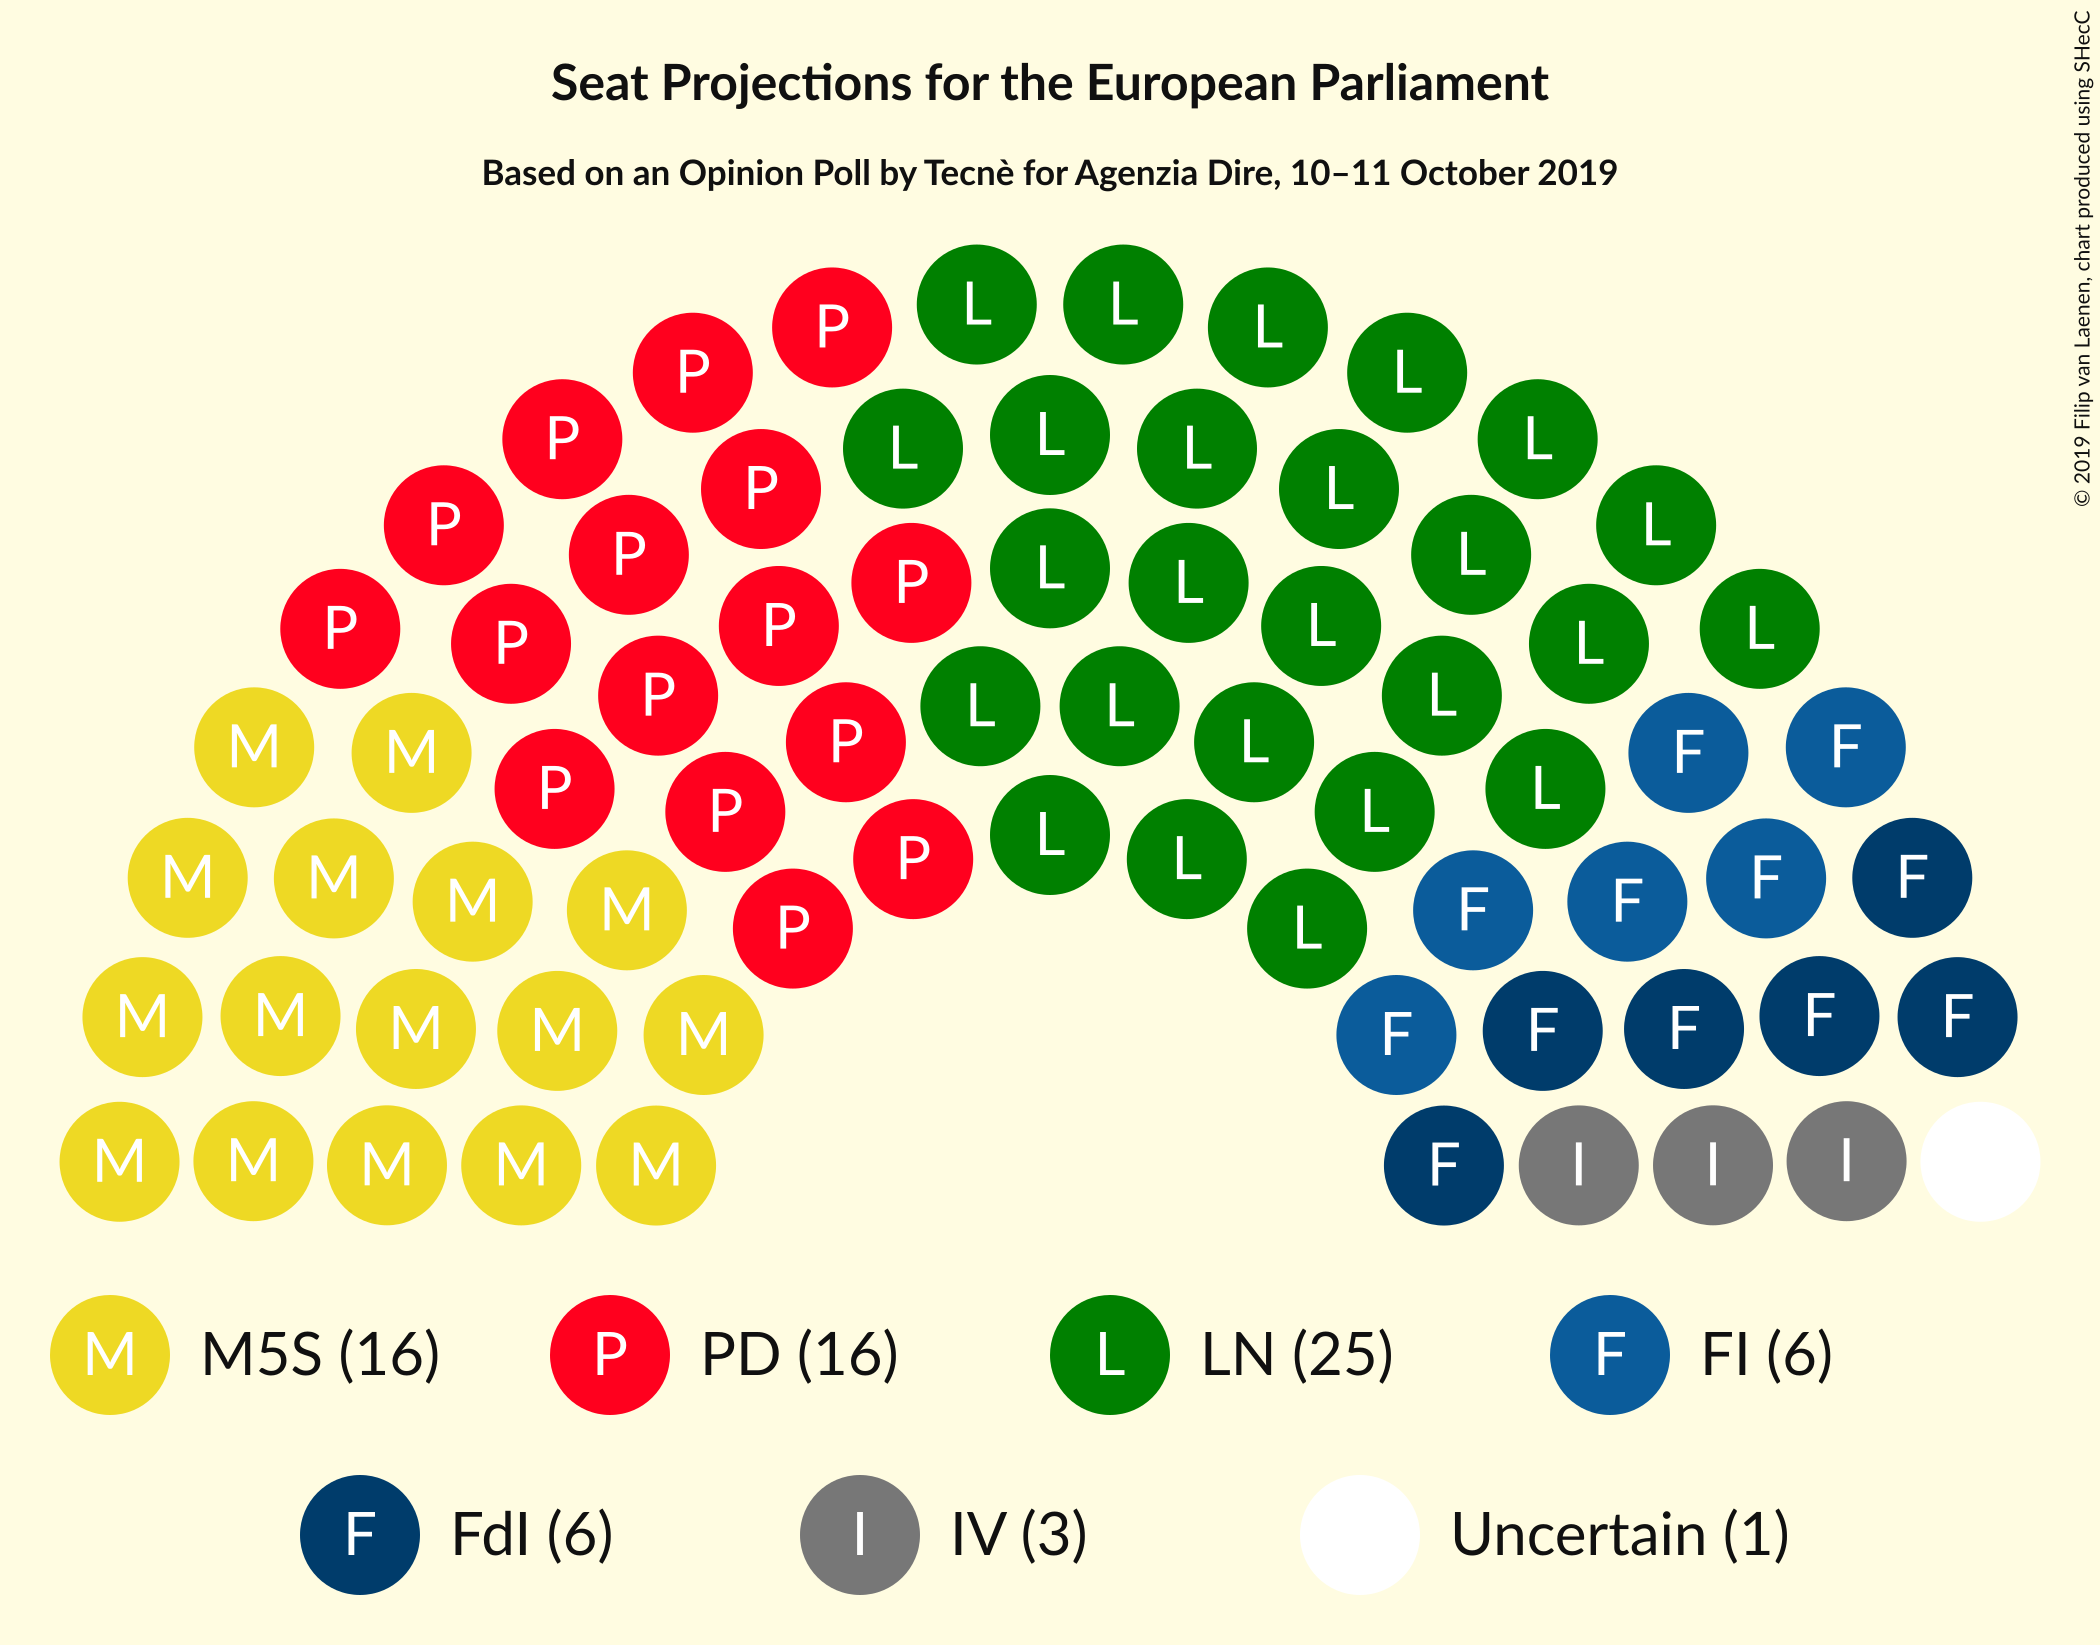 Seat Projections for the European Parliament
Based on an Opinion Poll by Tecnè for Agenzia Dire, 10–11 October 2019
© 2019 Filip van Laenen, chart produced using SHecC
L L
P L
P L
L
L L
P L
P L
P L
P L
L
P L
P L
P L
P L
P L
P L
L L
P L
M F
M F
P L
P L
L
P L
M F
M F
M F
M F
P L
M F
M F
M F
M F
M F
M M M M M F I I I
M M5S (16) P PD (16) L LN (25) F FI (6)
F FdI (6) I IV (3) Uncertain (1)